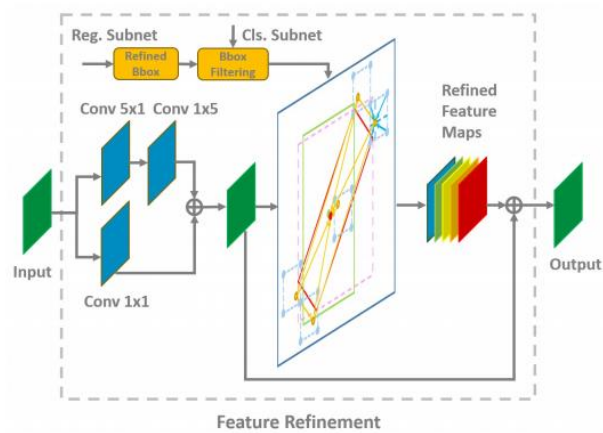 Reg. Subnet
Cls. Subnet
Refined
Bbox
Bbox
Filtering
Conv 5x1
Conv 1x5
Refined
Feature
Maps
Input
Conv 1x1
Output
Feature Refinement